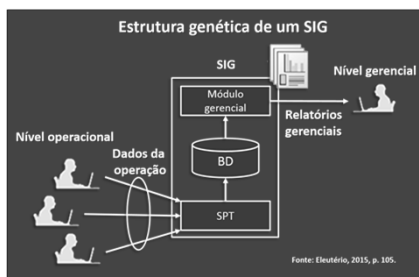 Estrutura genética de um SIG
SIG
Nível gerencial
Módulo
gerencial
Relatórios
gerenciais
Nível operacional
Dados da
operação
BD
SPT
Fonte: Eleutério, 2015, p. 105.